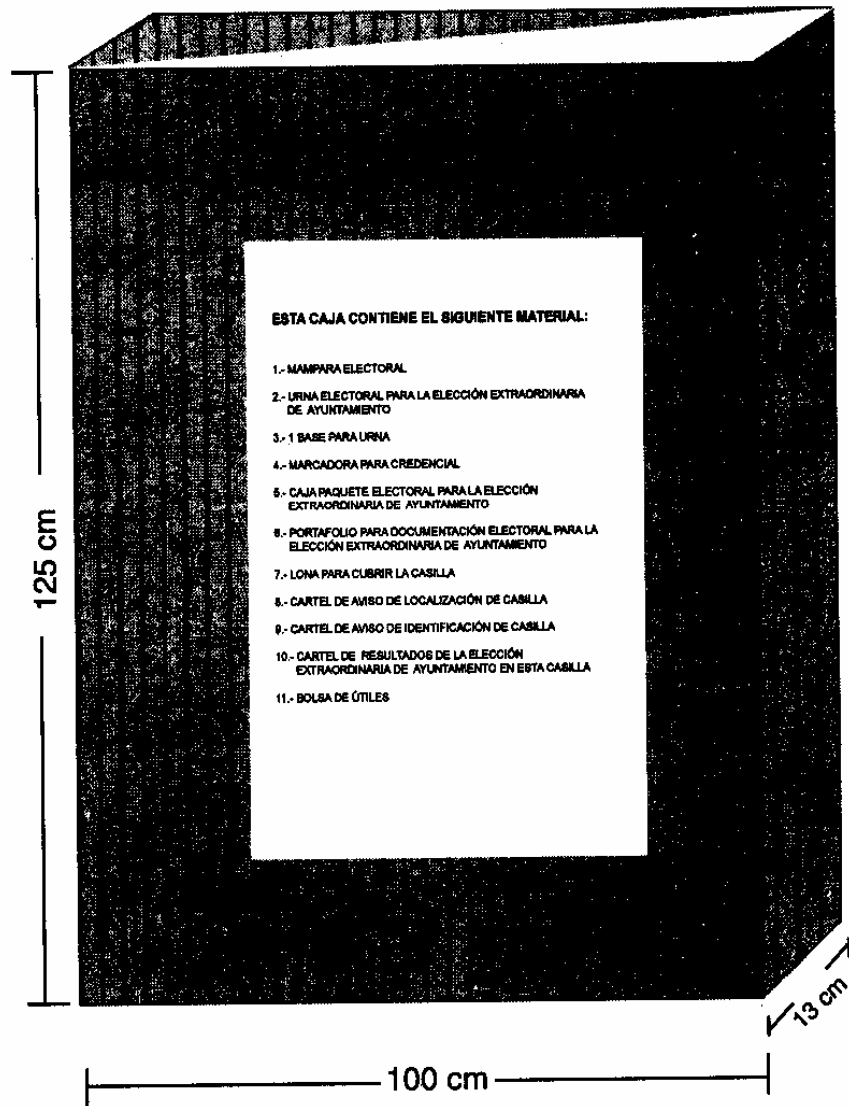 ESTA CAJA CONTIENE EL SIGUIENTE MATERIAL:
1.- MAMPARA ELECTORAL
2.- URNA ELECTORAL PARA LA ELECCIÓN EXTRAORDINARIA
DE AYUNTAMIENTO
3.- 1 BASE PARA URNA
4.- MARCADORA PARA CREDENCIAL
5.- CAJA PAQUETE ELECTORAL PARA LA ELECCIÓN
EXTRAORDINARIA DE AYUNTAMIENTO
6.- PORTAFOLIO PARA DOCUMENTACIÓN ELECTORAL PARA LA
ELECCIÓN EXTRAORDINARIA DE AYUNTAMIENTO
7.- LONA PARA CUBRIR LA CASILLA
8.- CARTEL DE AVISO DE LOCALIZACIÓN DE CASILLA
9.- CARTEL DE AVISO DE IDENTIFICACIÓN DE CASILLA
10.- CARTEL DE RESULTADOS DE LA ELECCIÓN
EXTRAORDINARIA DE AYUNTAMIENTO EN ESTA CASILLA
11.- BOLSA DE ÚTILES
125 cm
13 cm
100 cm